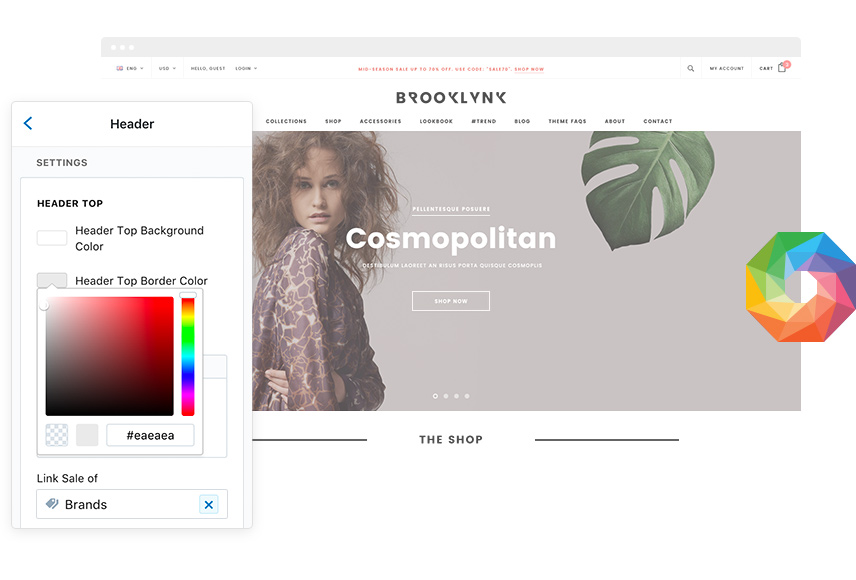 ENG
USD
HELLO, GUEST
LOGIN
MID-SEASON SALE UP TO 70% OFF. USE CODE: "SALE70". SHOP NOW
MY ACCOUNT
CART
BROOKLYNK
COLLECTIONS
SHOP
ACCESSORIES
LOOKBOOK
#TREND
BLOG
THEME FAQS
ABOUT
CONTACT
PELLENTESQUE POSUERE
Cosmopolitan
VESTIBULUM LAOREET AN RISUS PORTA QUISQUE COSMOPLIS
SHOP NOW
THE SHOP
Header
SETTINGS
HEADER TOP
Header Top Background
Color
Header Top Border Color
#eaeaea
Link Sale of
Brands